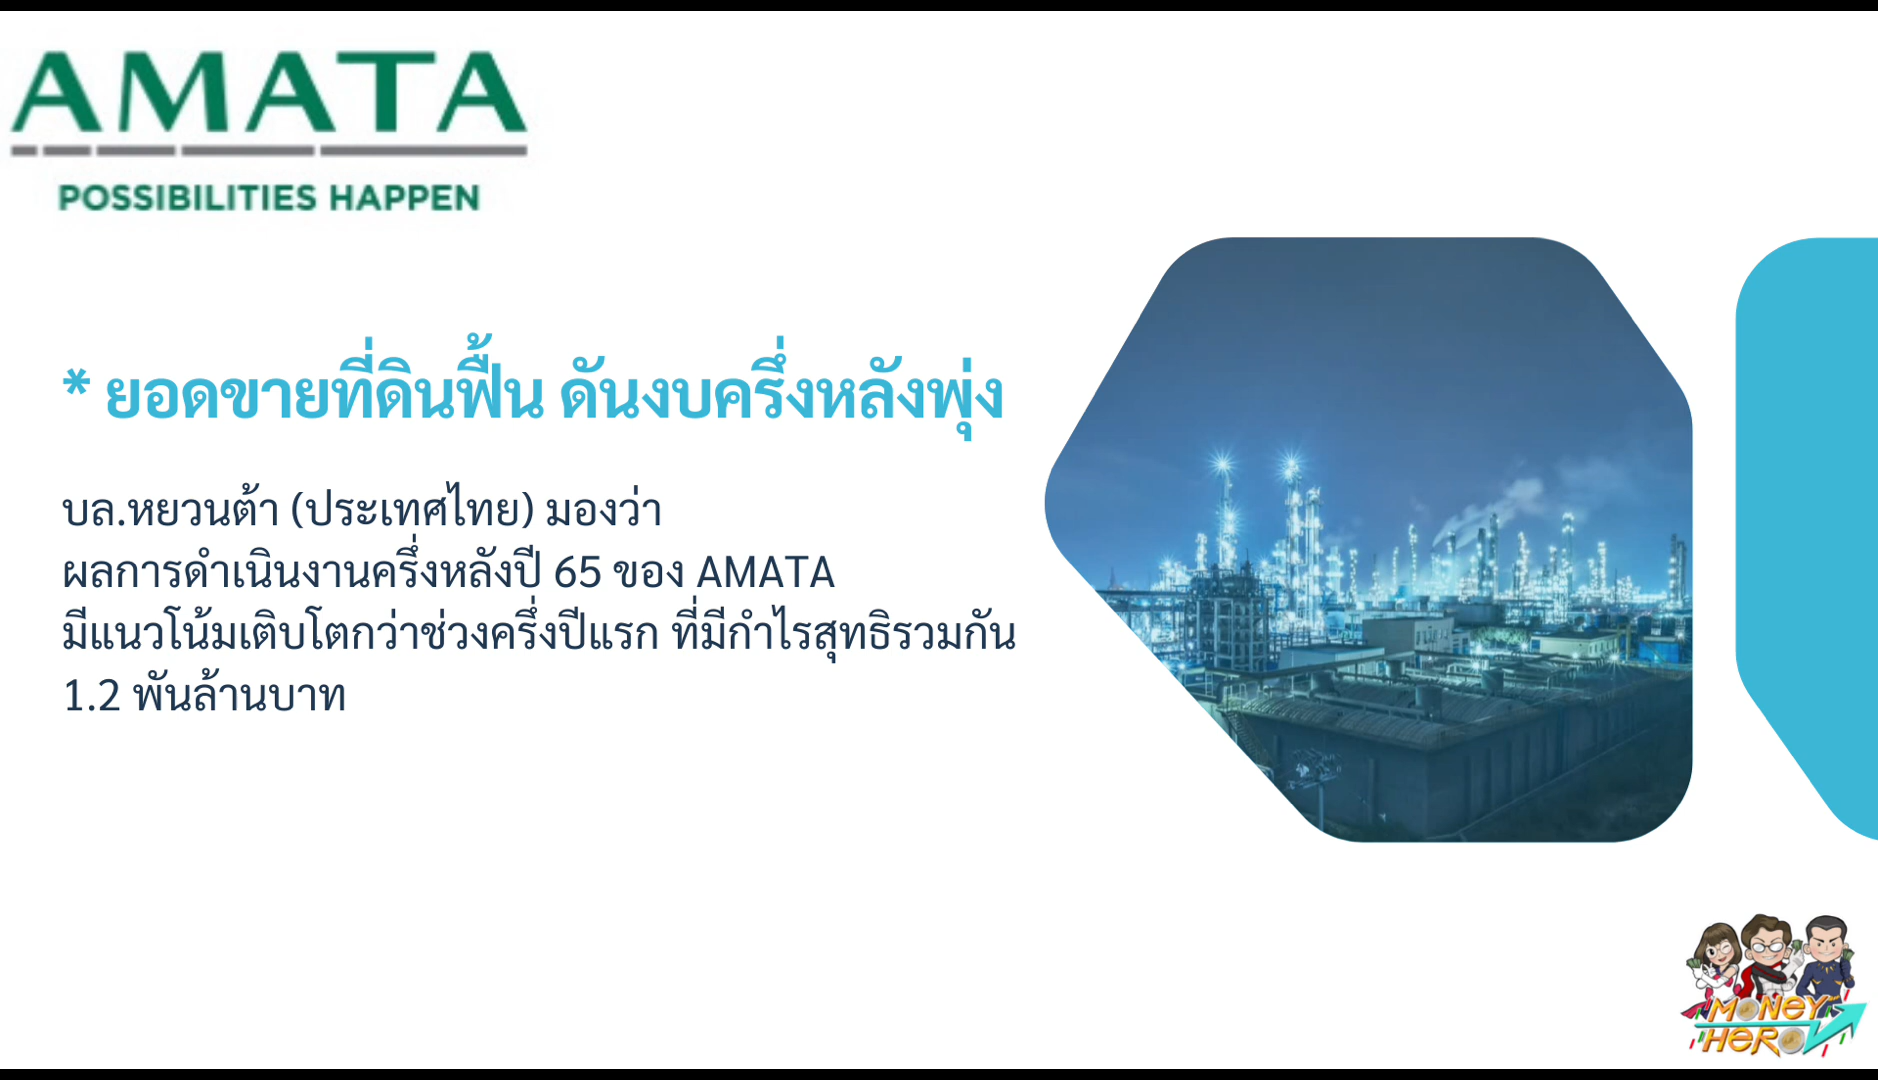 AMATA
POSSIBILITIES HAPPEN
* ยอดขายที่ดินฟื้น ดันงบครึ่งหลังพุ่ง
บล.หยวนต้า (ประเทศไทย) มองว่า
ผลการดำเนินงานครึ่งหลังปี 65 ของ AMATA
มีแนวโน้มเติบโตกว่าช่วงครึ่งปีแรก ที่มีกำไรสุทธิรวมกัน
1.2 พันล้านบาท
MONEY
HERO